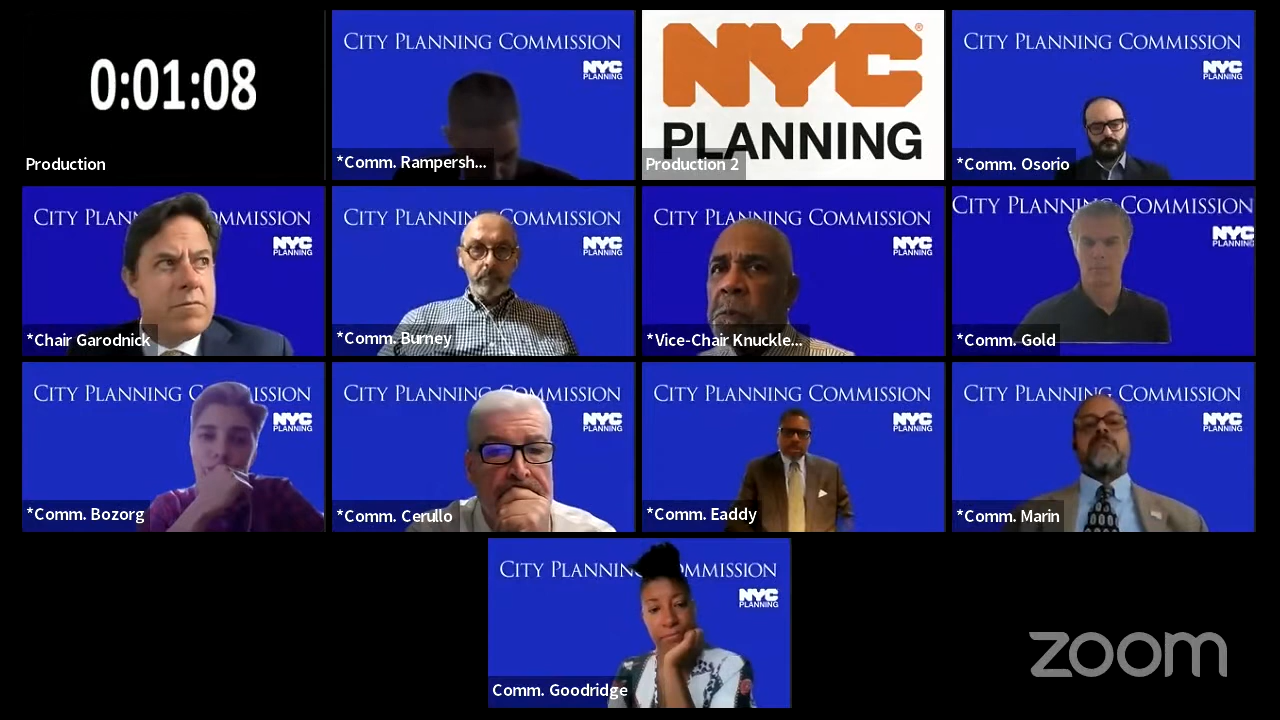 0:01:08
Production
CITY PLANNING COMMISSION
NYC
PLANNING
*Comm. Rampersh...
NYC®
PLANNING
Production 2
CITY PLANNING COMMISSION
NYC
PLANNING
*Comm. Osorio
CITY PLANN OMMISSION
NYC
PLANNING
*Chair Garodnick
CITY PLANNING COMMISSION
NYC
PLANNING
*Comm. Burney
CITY PLANNING COMMISSION
NYC
PLANNING
*Vice-Chair Knuckle...
CITY PLANNING COMMISSION
NYC
PLANNING
*Comm. Gold
CITY PLANNING C ISSION
NYC
PLANNING
*Comm. Bozorg
CITY PLANNING COMMISSION
NYC
PLANNING
*Comm. Cerullo
CITY PLANNING COMMISSION
NYC
PLANNING
*Comm. Eaddy
CITY PLANNING COMMISSION
NYC
PLANNING
*Comm. Marin
CITY PLANNING OMMISSION
NYC
PLANNING
Comm. Goodridge
zoom